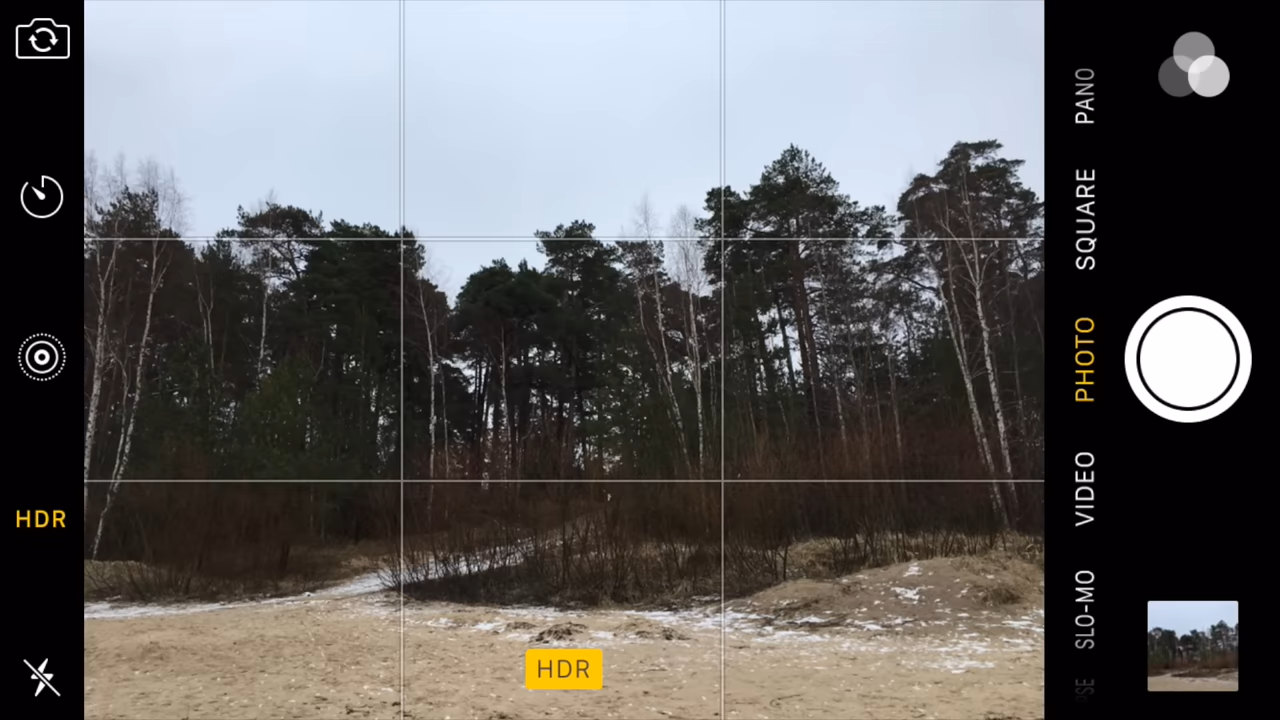 HDR
HDR
PANO
SQUARE
PHOTO
VIDEO
SLO-MO